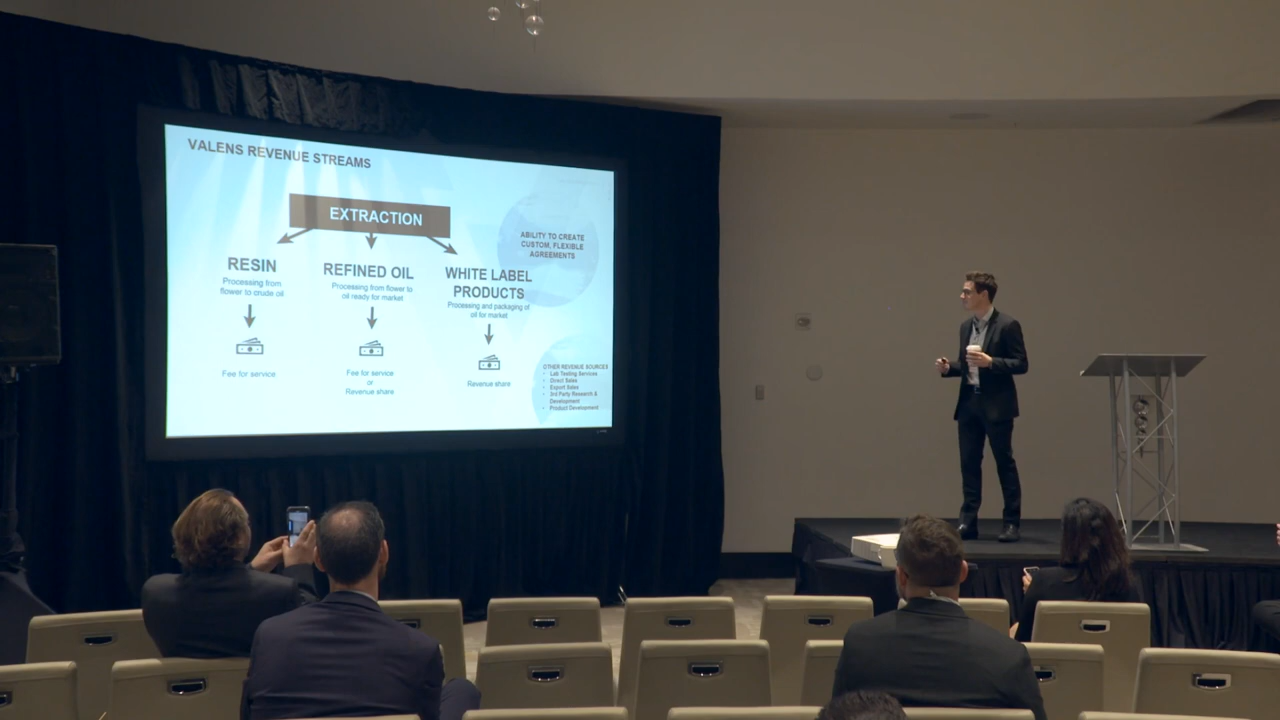 VALENS REVENUE STREAMS
EXTRACTION
ABILITY TO CREATE
CUSTOM, FLEXIBLE
AGREEMENTS
RESIN
Processing from
flower to crude oil
Fee for service
REFINED OIL
Processing from flower to
oil ready for market
Fee for service
or
Revenue share
WHITE LABEL
PRODUCTS
Processing and packaging of
oil for market
Revenue share
OTHER REVENUE SOURCES
• Lab Testing Services
• Direct Sales
• Export Sales
• 3rd Party Research &
Development
• Product Development